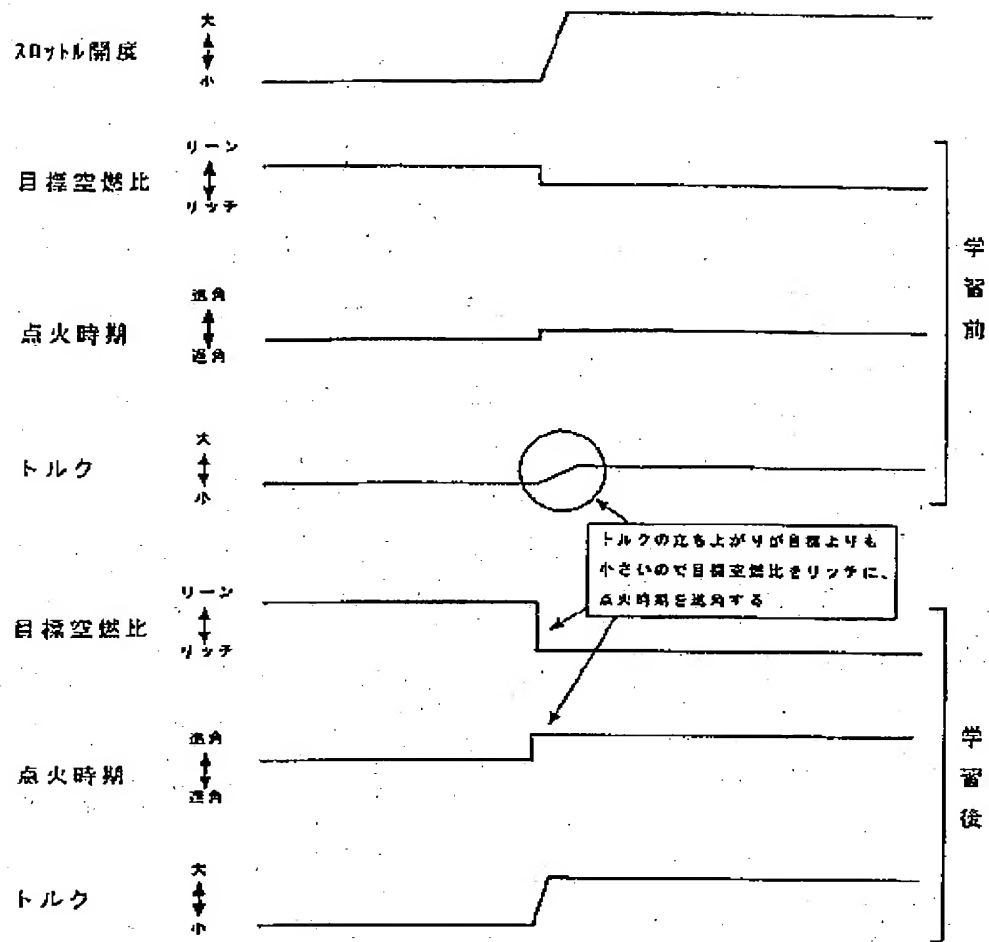 大
スロットル開度
小
リーン
目標空燃比
リッチ
進角
点火時期
遅角
大
トルク
小
学習前
トルクの立ち上がりが目標よりも
小さいので目標空燃比をリッチに、
点火時期を進角する
リーン
目標空燃比
リッチ
進角
点火時期
遅角
大
トルク
小
学習後